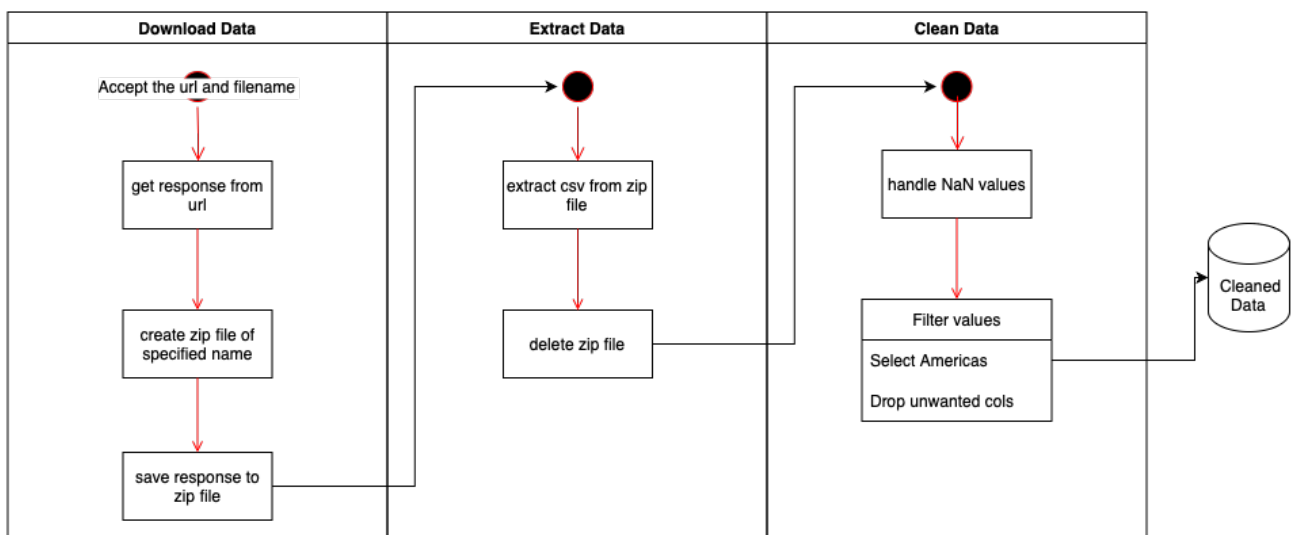 Download Data
Extract Data
Clean Data
Accept the url and filename
get response from
url
create zip file of
specified name
save response to
zip file
extract csv from zip
file
delete zip file
handle NaN values
Filter values
Select Americas
Drop unwanted cols
Cleaned
Data